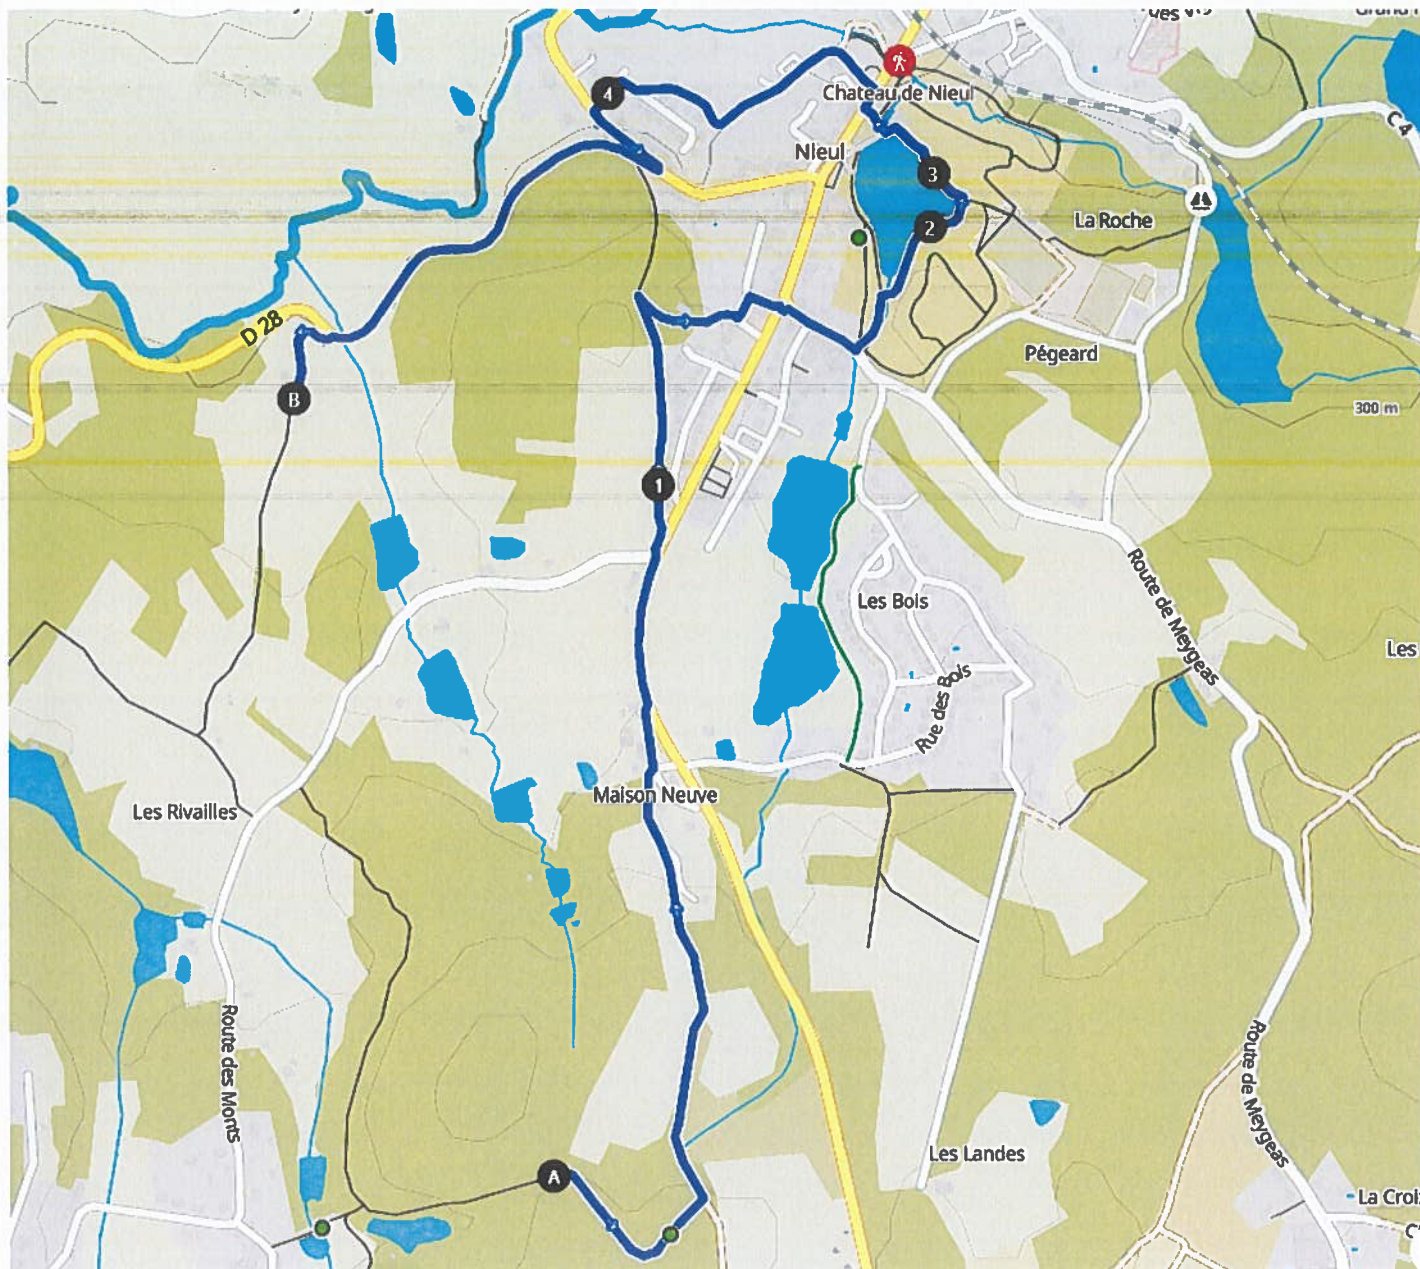 4
Chateau de Nieul
C4
Nieul
3
2
La Roche
D 28
Pégeard
B
300 m
1
Route de Meygeas
Les Bois
Les
Rue des Bois
Maison Neuve
Les Rivailles
Route des Monts
Route de Meygeas
A
Les Landes
La Croi